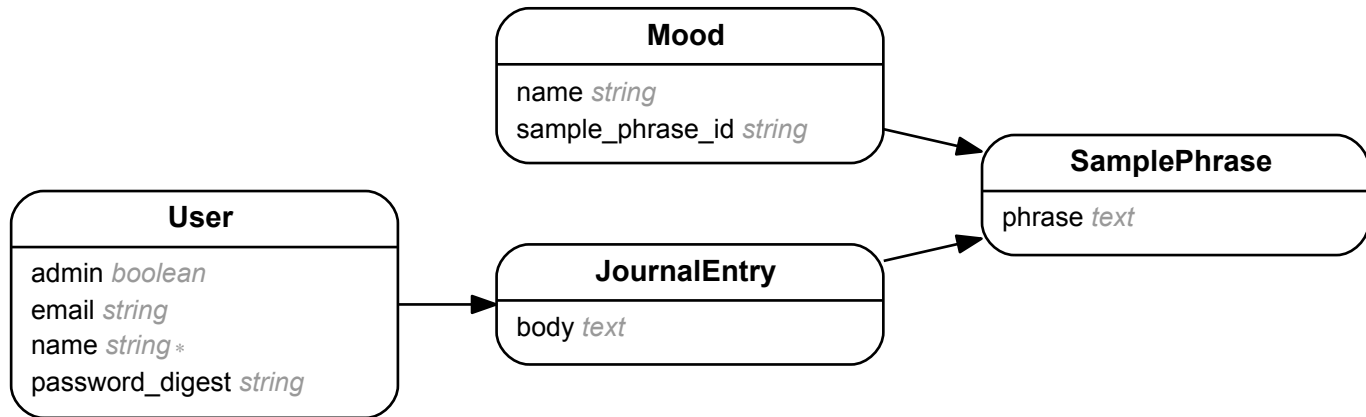 Mood
name string
sample_phrase_id string
SamplePhrase
phrase text
User
admin boolean
email string
name string *
password_digest string
JournalEntry
body text